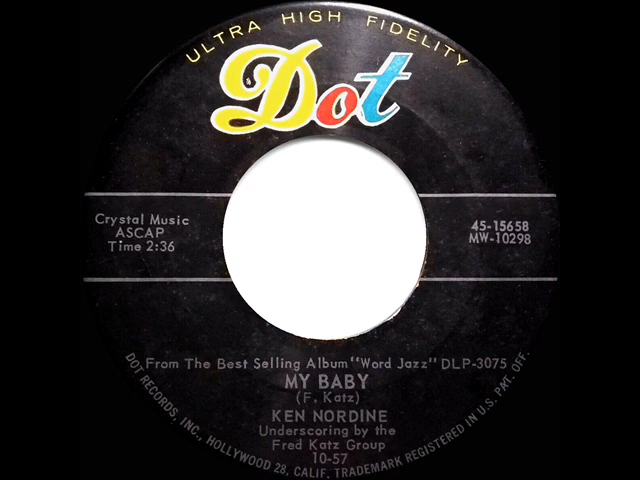 ULTRA HIGH FIDELITY
Dot
Crystal Music
ASCAP
Time 2:36
45-15658
MW-10298
From The Best Selling Album "Word Jazz" DLP-3075
MY BABY
(F. Katz)
KEN NORDINE
Underscoring by the
Fred Katz Group
10-57
DOT RECORDS, INC., HOLLYWOOD 28, CALIF. TRADEMARK REGISTERED IN U.S. PAT. OFF.